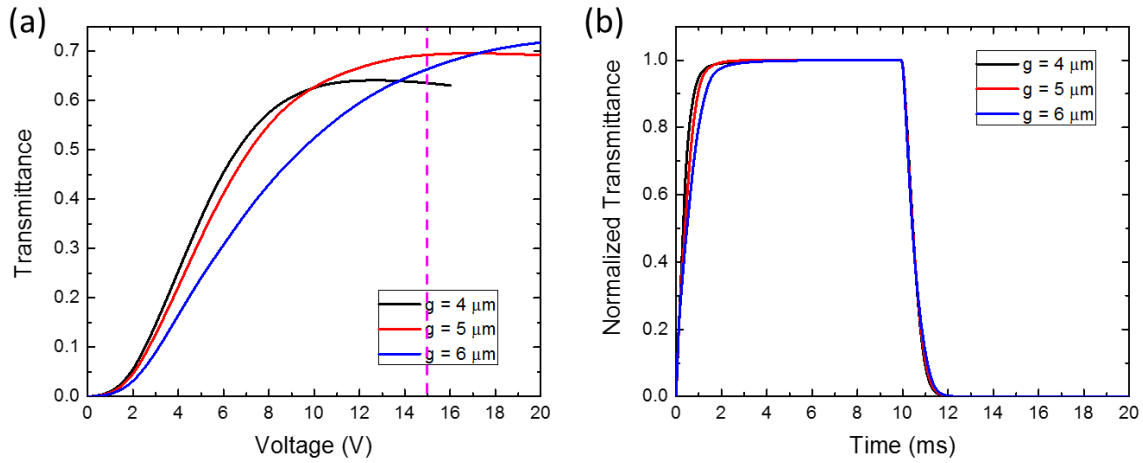 (a)
Transmittance
0.7
0.6
0.5
0.4
0.3
0.2
0.1
0.0
0 2 4 6 8 10 12 14 16 18 20
Voltage (V)
g = 4 μm
g = 5 μm
g = 6 μm
(b)
Normalized Transmittance
1.0
0.8
0.6
0.4
0.2
0.0
0 2 4 6 8 10 12 14 16 18 20
Time (ms)
g = 4 μm
g = 5 μm
g = 6 μm